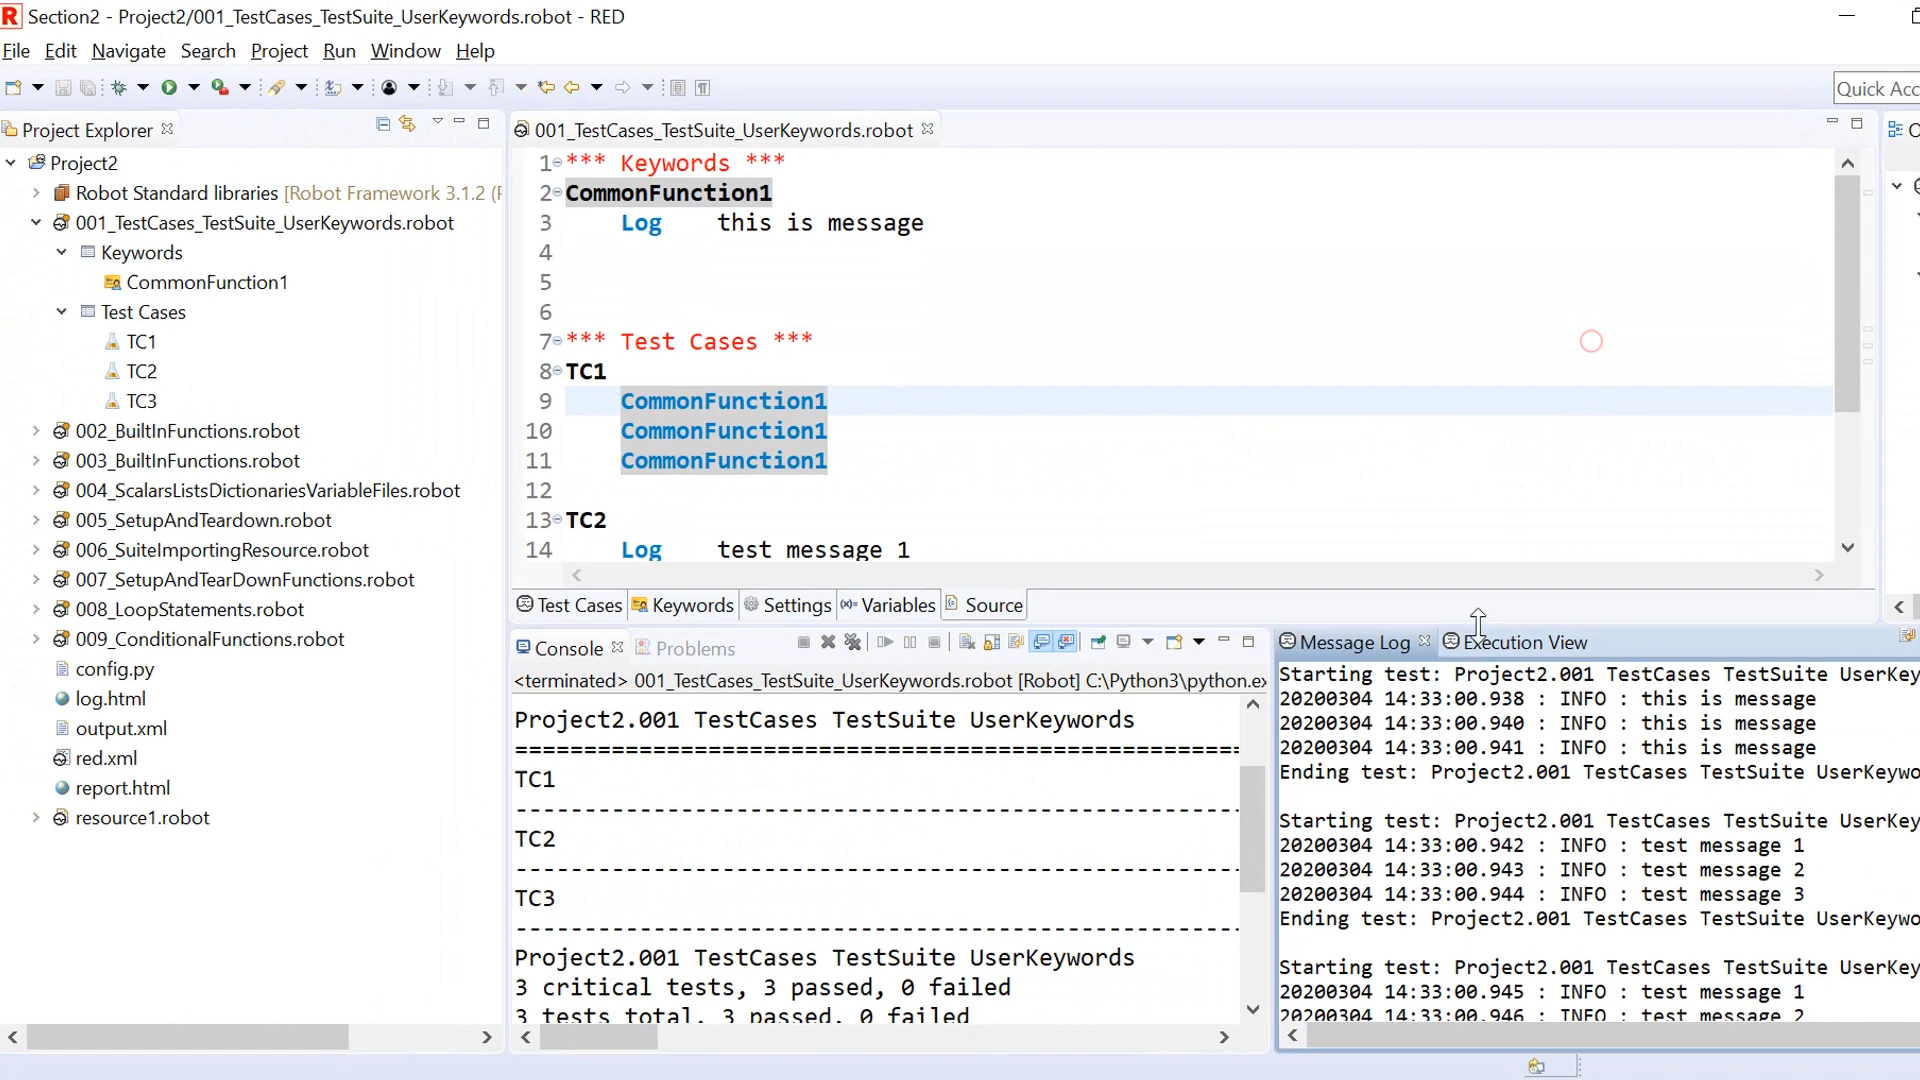 Section2 - Project2/001_TestCases_TestSuite_UserKeywords.robot - RED
File Edit Navigate Search Project Run Window Help
Quick Acc
Project Explorer
Project2
Robot Standard libraries [Robot Framework 3.1.2 (F
001_TestCases_TestSuite_UserKeywords.robot
Keywords
CommonFunction1
Test Cases
TC1
TC2
TC3
002_BuiltInFunctions.robot
003_BuiltInFunctions.robot
004_ScalarsListsDictionariesVariableFiles.robot
005_SetupAndTeardown.robot
006_SuiteImportingResource.robot
007_SetupAndTearDownFunctions.robot
008_LoopStatements.robot
009_ConditionalFunctions.robot
config.py
log.html
output.xml
red.xml
report.html
resource1.robot
001_TestCases_TestSuite_UserKeywords.robot
1 *** Keywords ***
2 CommonFunction1
3 Log this is message
4
5
6
7 *** Test Cases ***
8 TC1
9 CommonFunction1
10 CommonFunction1
11 CommonFunction1
12
13 TC2
14 Log test message 1
Test Cases Keywords Settings Variables Source
Console Problems
<terminated> 001_TestCases_TestSuite_UserKeywords.robot [Robot] C:\Python3\python.ex
Project2.001 TestCases TestSuite UserKeywords
==============================================================
TC1
--------------------------------------------------------------
TC2
--------------------------------------------------------------
TC3
--------------------------------------------------------------
Project2.001 TestCases TestSuite UserKeywords
3 critical tests, 3 passed, 0 failed
3 tests total, 3 passed, 0 failed
Message Log Execution View
Starting test: Project2.001 TestCases TestSuite UserKey
20200304 14:33:00.938 : INFO : this is message
20200304 14:33:00.940 : INFO : this is message
20200304 14:33:00.941 : INFO : this is message
Ending test: Project2.001 TestCases TestSuite UserKeywo
Starting test: Project2.001 TestCases TestSuite UserKey
20200304 14:33:00.942 : INFO : test message 1
20200304 14:33:00.943 : INFO : test message 2
20200304 14:33:00.944 : INFO : test message 3
Ending test: Project2.001 TestCases TestSuite UserKeywo
Starting test: Project2.001 TestCases TestSuite UserKey
20200304 14:33:00.945 : INFO : test message 1
20200304 14:33:00.946 : INFO : test message 2